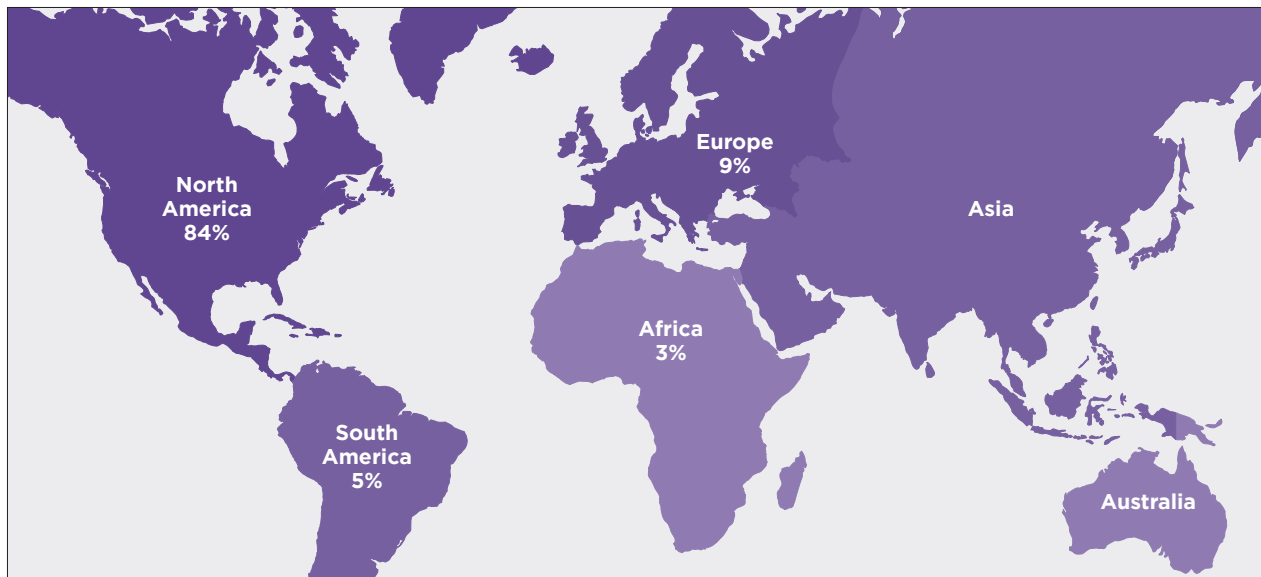 North
America
84%
Europe
9%
Asia
Africa
3%
South
America
5%
Australia